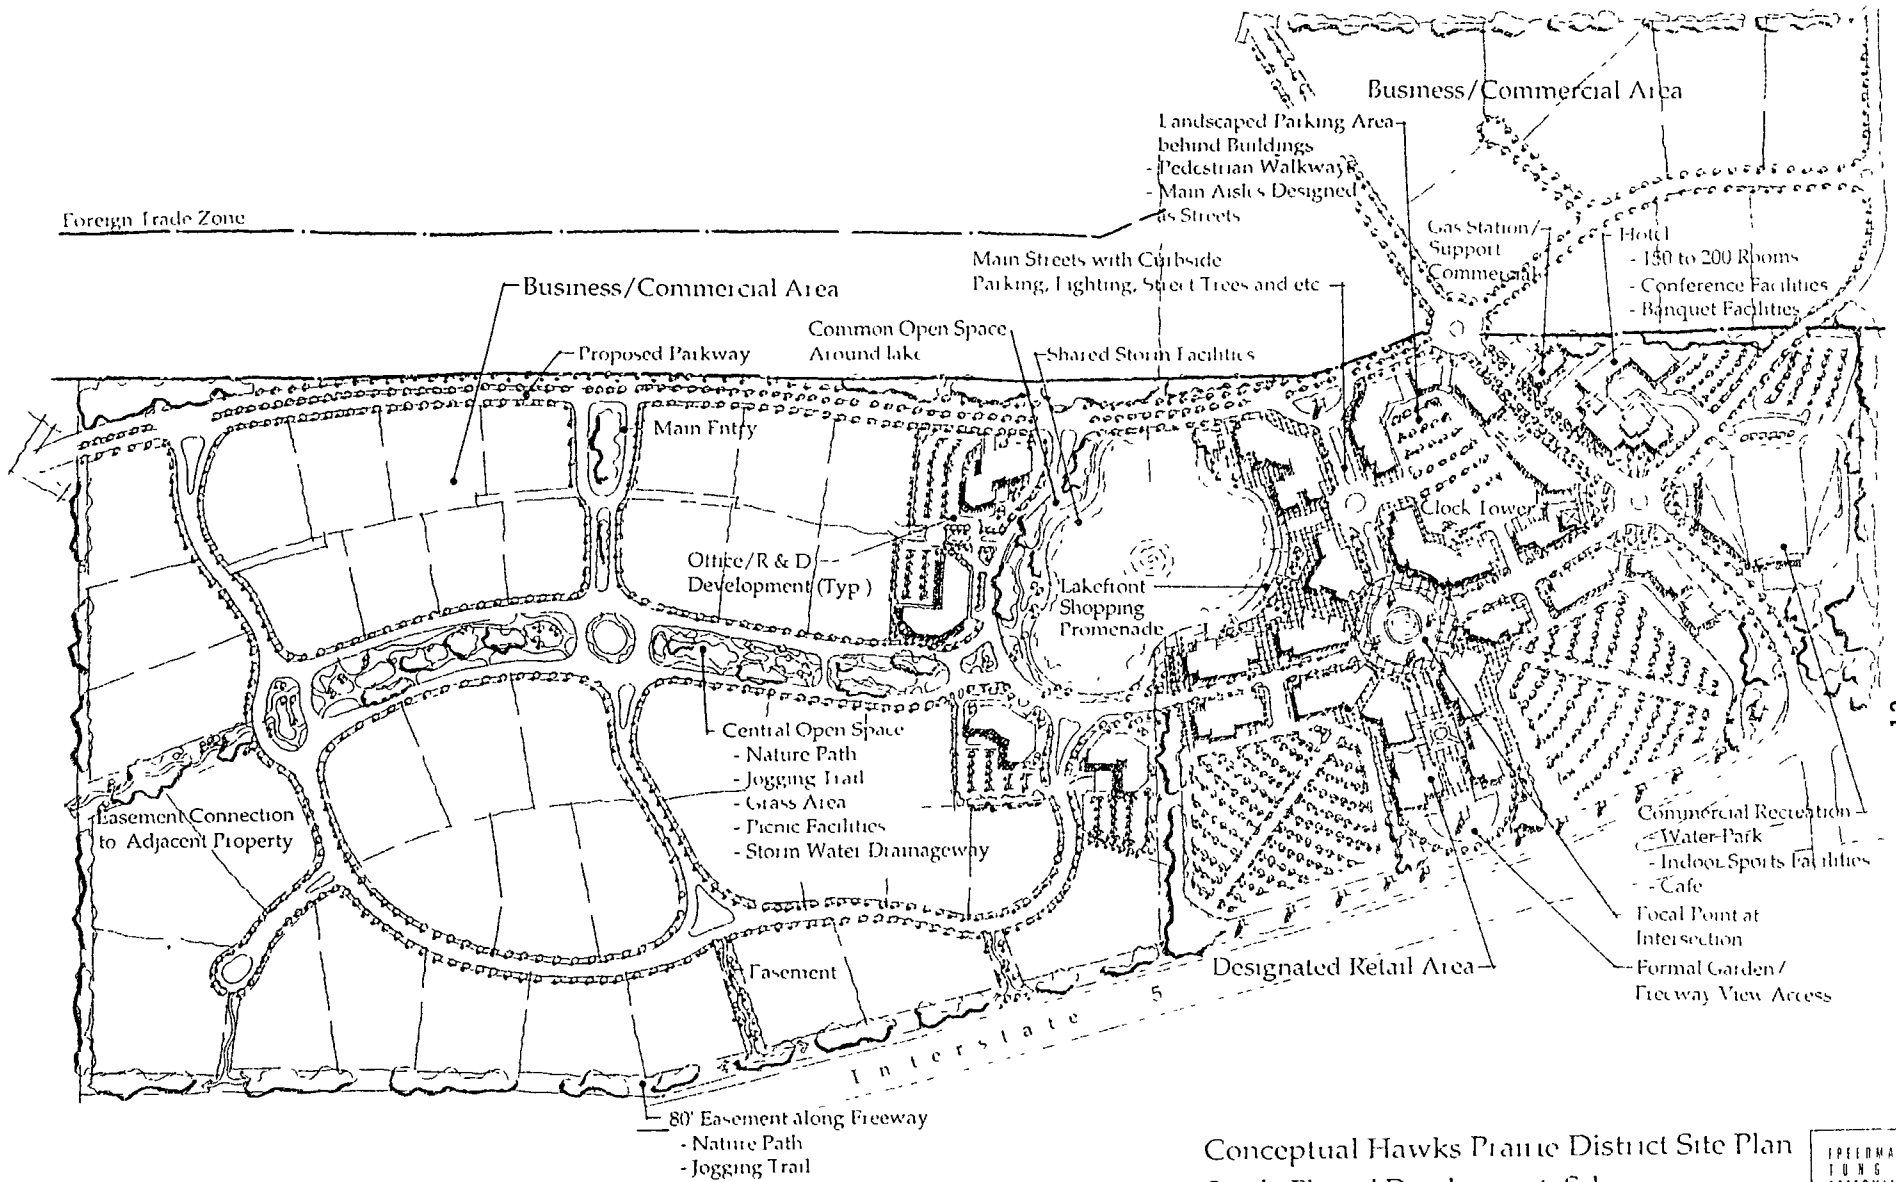 Business/Commercial Area
Landscaped Parking Area
behind Buildings
- Pedestrian Walkways
- Main Aisles Designed
as Streets
Foreign Trade Zone
Gas Station/
Support
Commercial
Hotel
- 150 to 200 Rooms
- Conference Facilities
- Banquet Facilities
Main Streets with Curbside
Parking, Lighting, Street Trees and etc
Business/Commercial Area
Common Open Space
Around lake
Proposed Parkway
Shared Storm Facilities
Main Entry
Clock Tower
Office/R & D
Development (Typ)
Lakefront
Shopping
Promenade
Central Open Space
- Nature Path
- Jogging Trail
- Grass Area
- Picnic Facilities
- Storm Water Drainageway
Easement Connection
to Adjacent Property
Commercial Recreation
- Water Park
- Indoor Sports Facilities
- Cafe
Focal Point at
Intersection
Designated Retail Area
Formal Garden/
Freeway View Access
Easement
Interstate 5
80' Easement along Freeway
- Nature Path
- Jogging Trail
Conceptual Hawks Prairie District Site Plan
TUNG